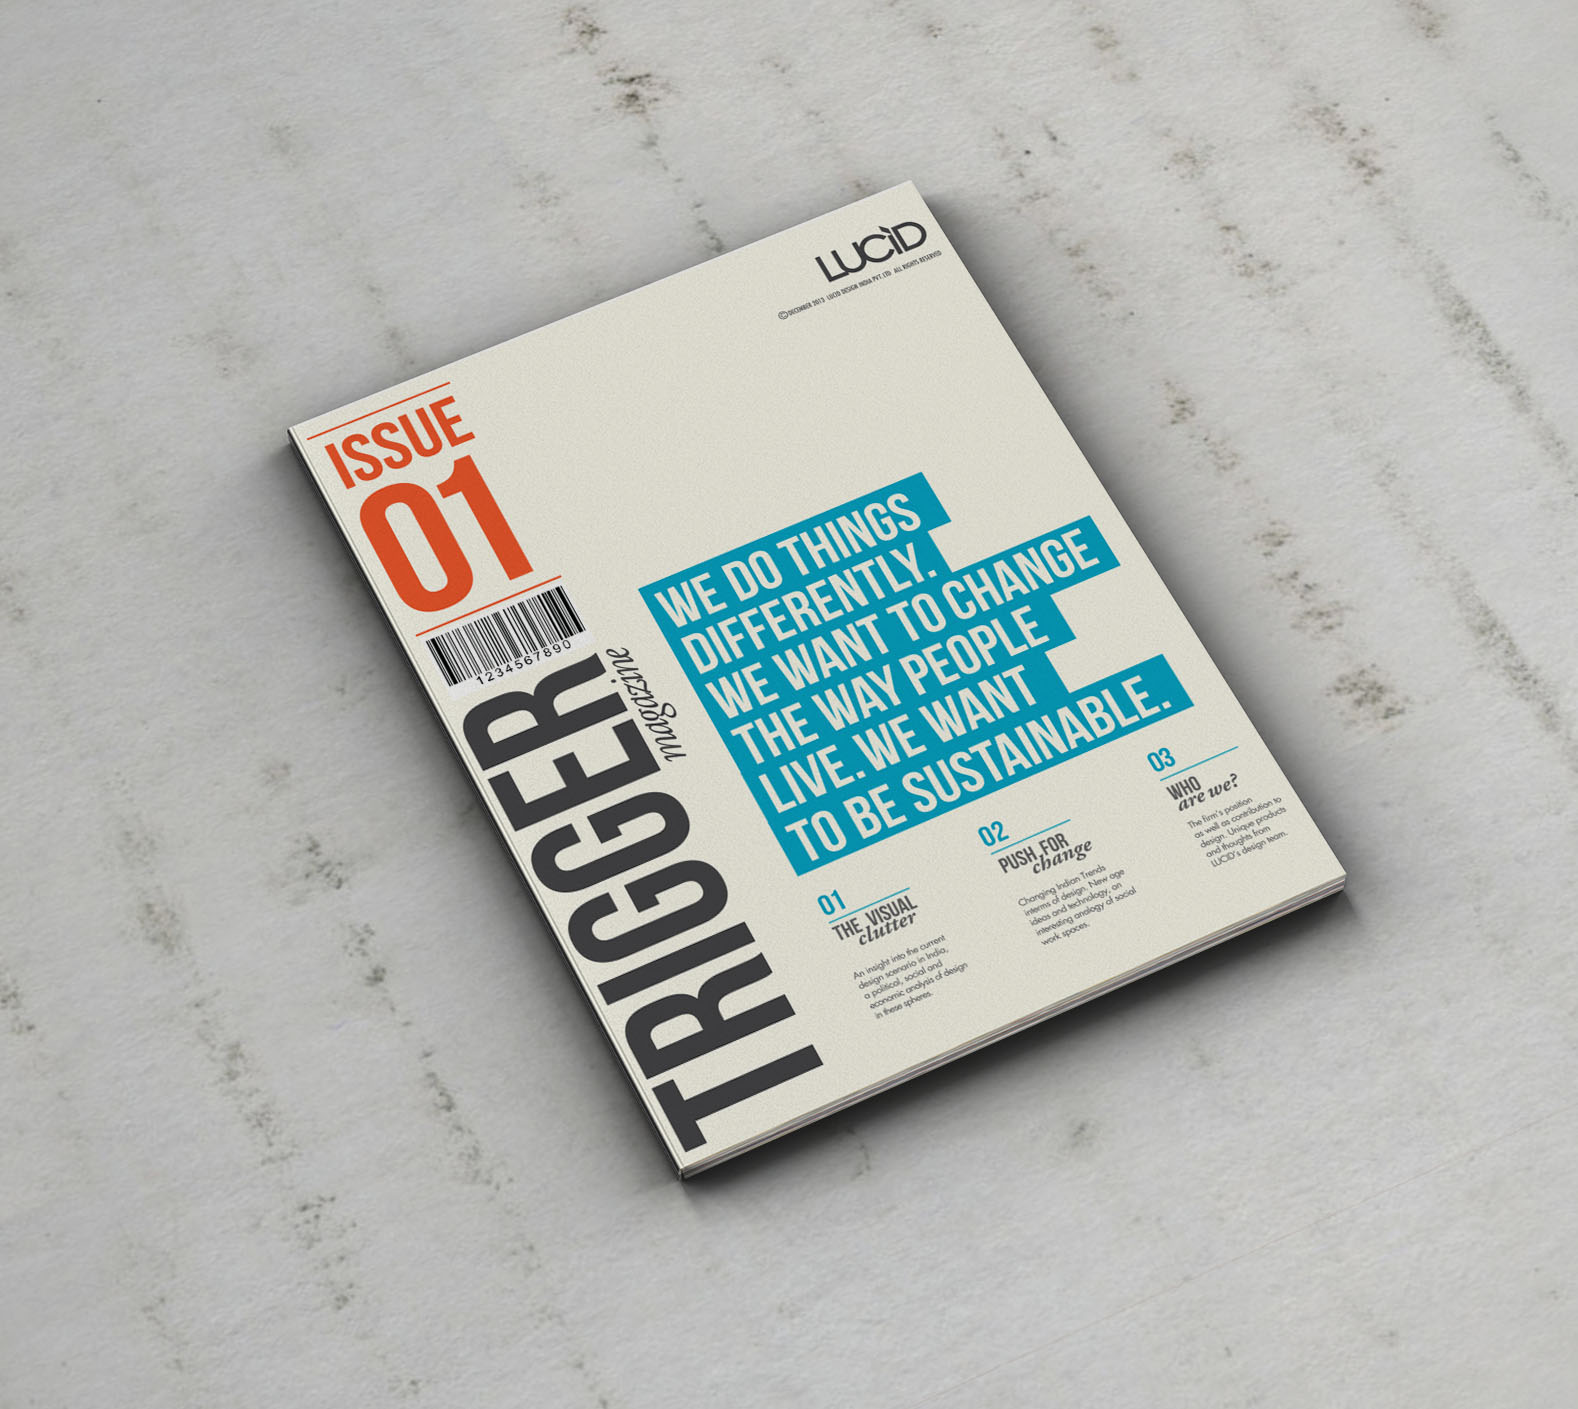 LUCID
©DECEMBER 2013 LUCID DESIGN INDIA PVT. LTD ALL RIGHTS RESERVED
ISSUE
01
1234567890
TRIGGER
magazine
WE DO THINGS
DIFFERENTLY.
WE WANT TO CHANGE
THE WAY PEOPLE
LIVE. WE WANT
TO BE SUSTAINABLE.
01
THE VISUAL
clutter
An insight into the current
design scenario in India,
a political, social and
economic analysis of design
in these spheres.
02
PUSH FOR
change
Changing Indian Trends
interms of design. New age
ideas and technology, an
interesting analogy of social
work spaces.
03
WHO
are we?
The firm's position
as well as contribution to
design. Unique products
and thoughts from
LUCID's design team.